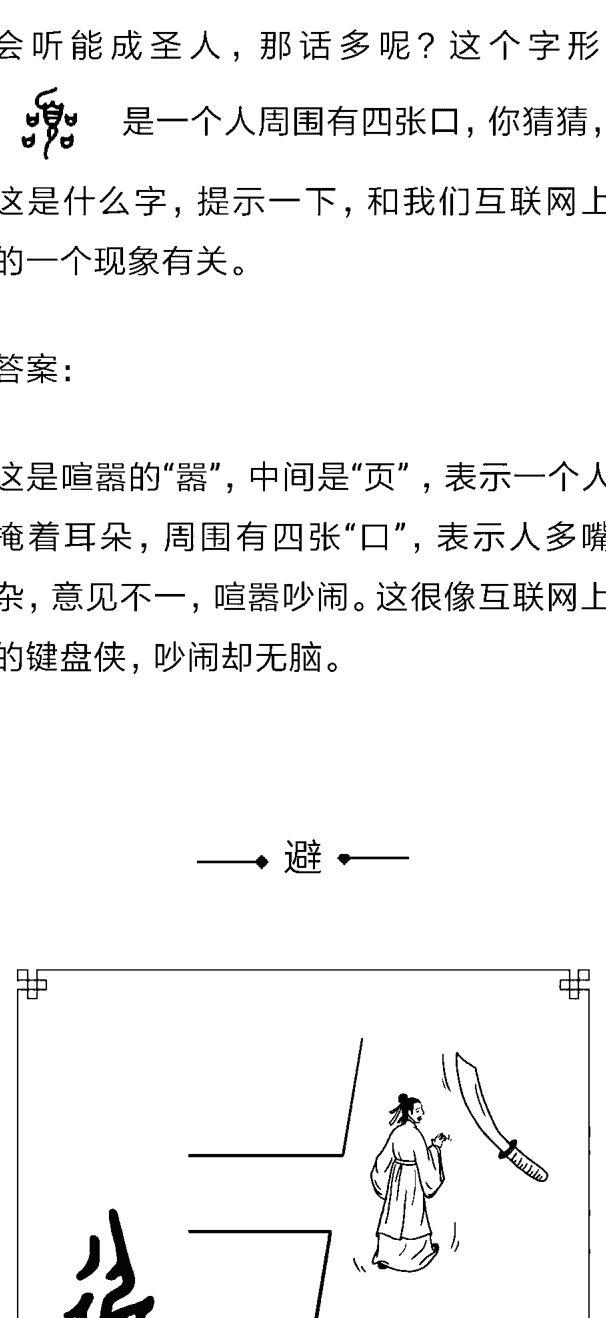 会听能成圣人，那话多呢？这个字形
是一个人周围有四张口，你猜猜，
这是什么字，提示一下，和我们互联网上
的一个现象有关。
答案：
这是喧嚣的“嚣”，中间是“页”，表示一个人
掩着耳朵，周围有四张“口”，表示人多嘴
杂，意见不一，喧嚣吵闹。这很像互联网上
的键盘侠，吵闹却无脑。
避